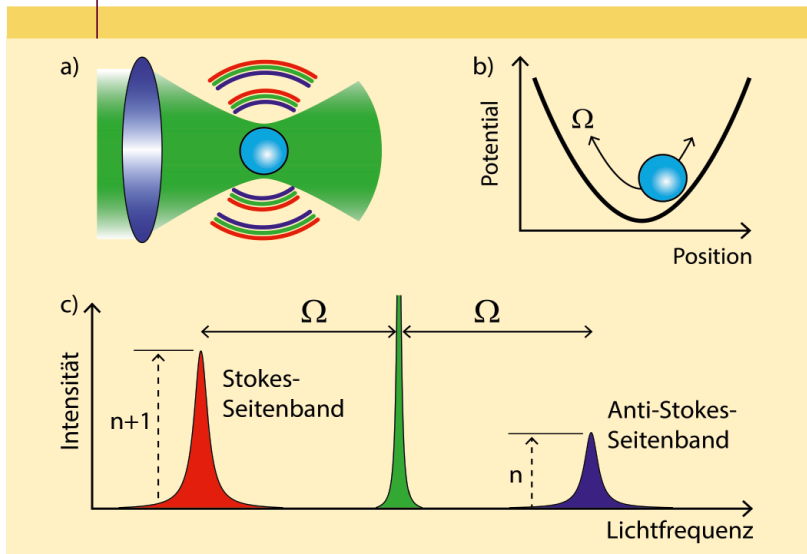 a)
b)
Ω
Potential
Position
c)
Ω
Ω
Intensität
n+1
Stokes-
Seitenband
Anti-Stokes-
Seitenband
n
Lichtfrequenz